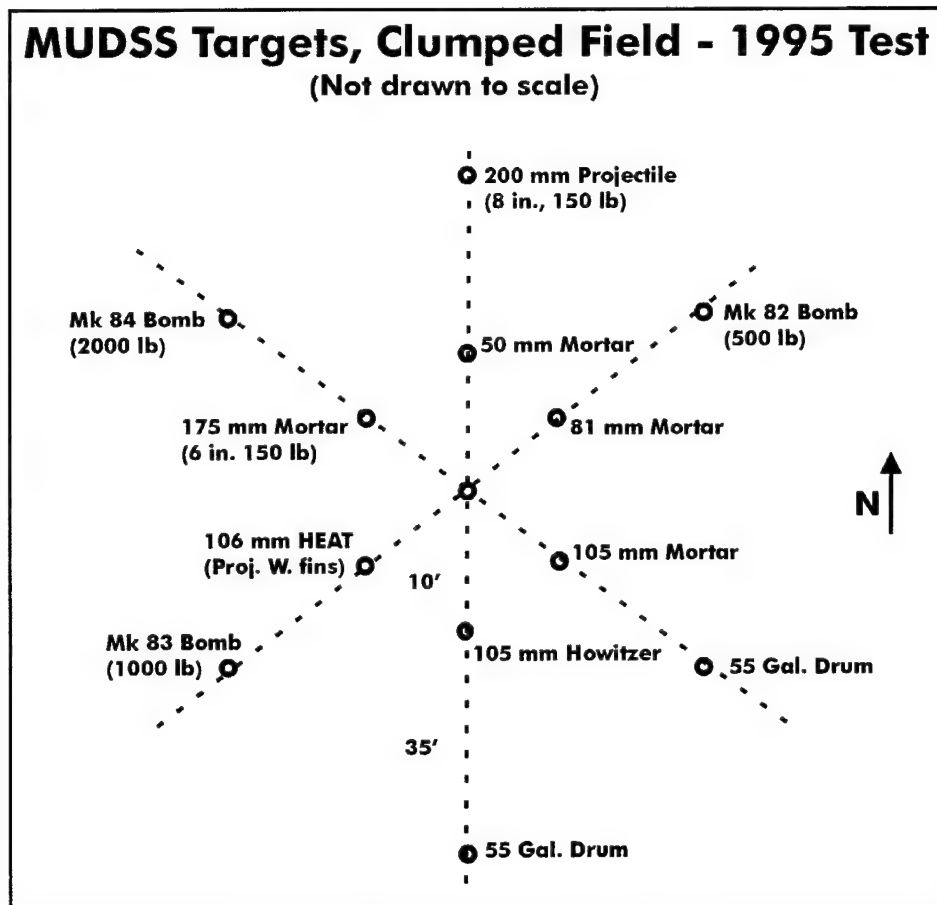 MUDSS Targets, Clumped Field - 1995 Test
(Not drawn to scale)
200 mm Projectile
(8 in., 150 lb)
Mk 84 Bomb
(2000 lb)
Mk 82 Bomb
(500 lb)
50 mm Mortar
175 mm Mortar
(6 in. 150 lb)
81 mm Mortar
N
106 mm HEAT
(Proj. W. fins)
105 mm Mortar
10'
Mk 83 Bomb
(1000 lb)
105 mm Howitzer
55 Gal. Drum
35'
55 Gal. Drum